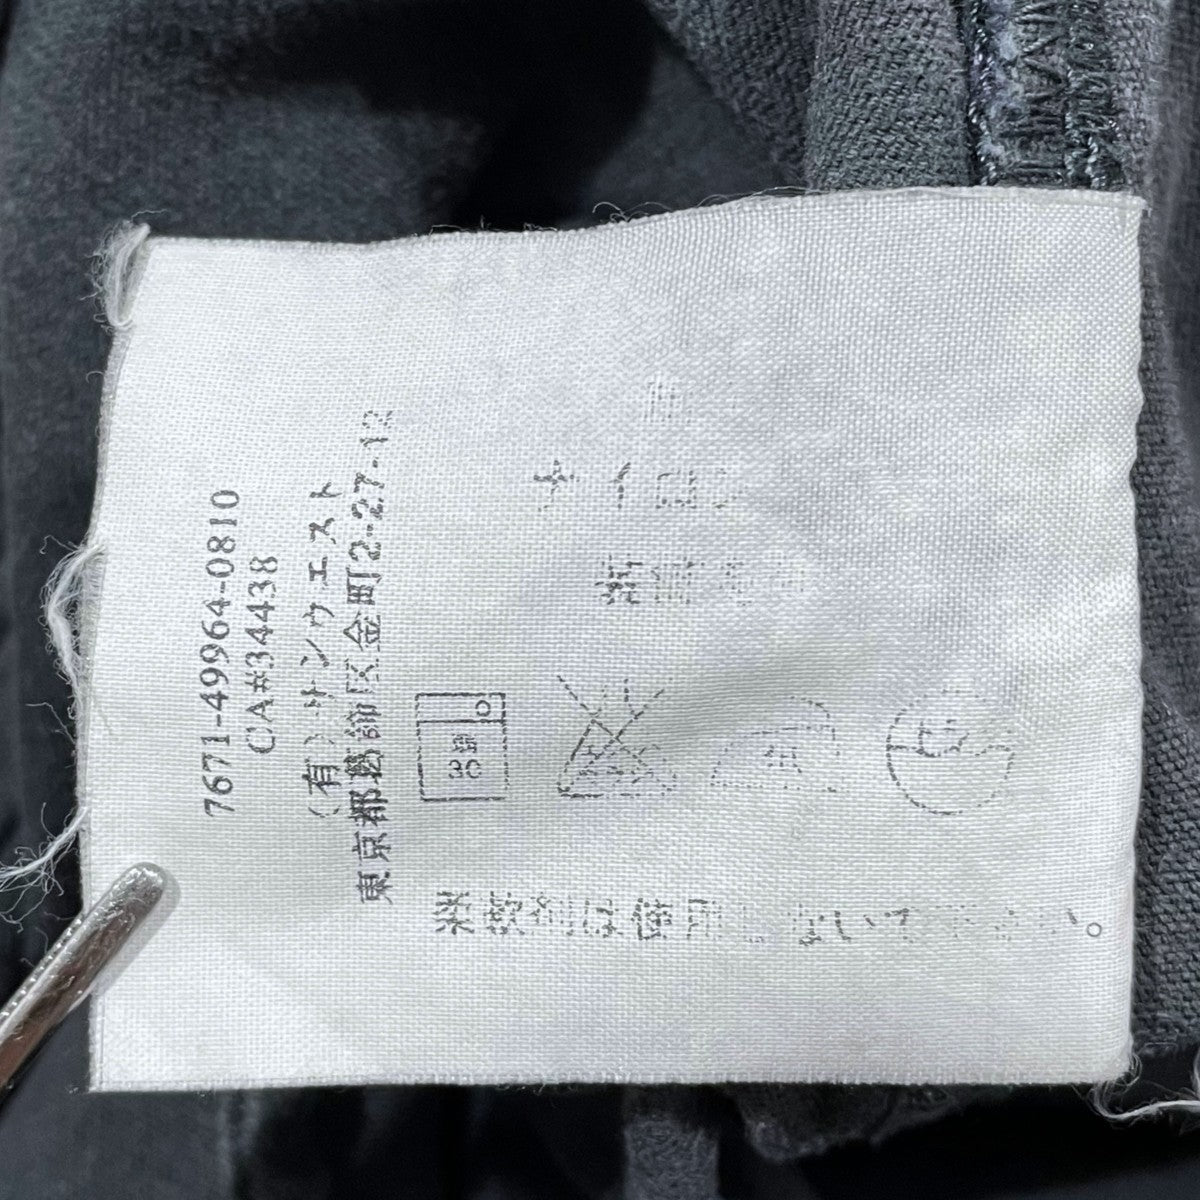 ナイロン
7671-49964-0810
CA#34438
(有)サンウエスト
東京都葛飾区金町2-27-12
30
柔軟剤は使用しないで下さい。